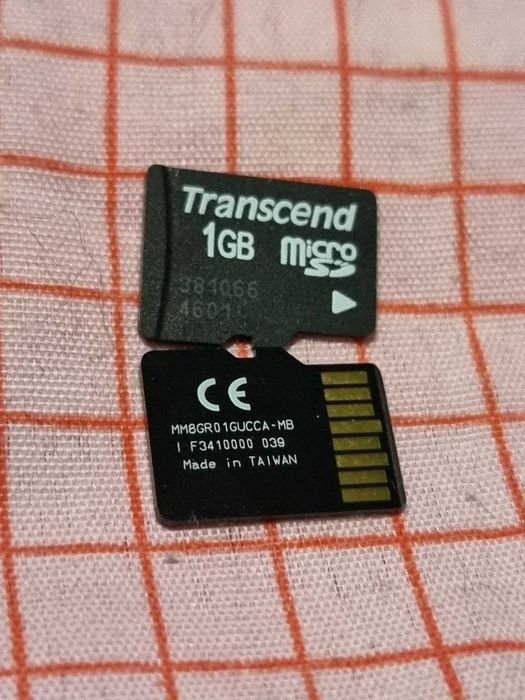 Transcend
1GB micro
SD
381066
4601
CE
MM8GR01GUCCA-MB
I F3410000 039
Made in TAIWAN